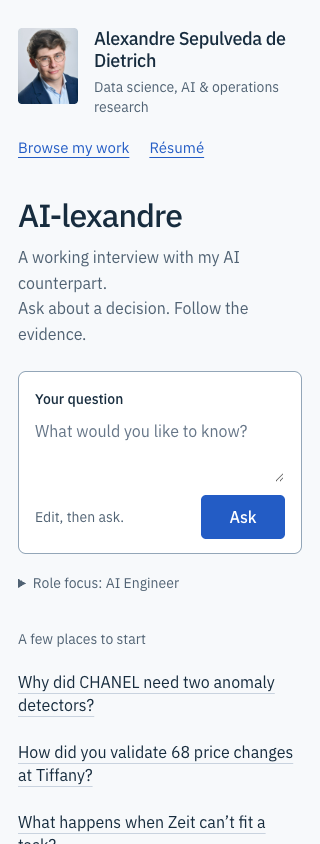 Alexandre Sepulveda de
Dietrich
Data science, AI & operations
research
Browse my work Résumé
AI-lexandre
A working interview with my AI
counterpart.
Ask about a decision. Follow the
evidence.
Your question
What would you like to know?
Edit, then ask.
Ask
Role focus: AI Engineer
A few places to start
Why did CHANEL need two anomaly
detectors?
How did you validate 68 price changes
at Tiffany?
What happens when Zeit can’t fit a
task?